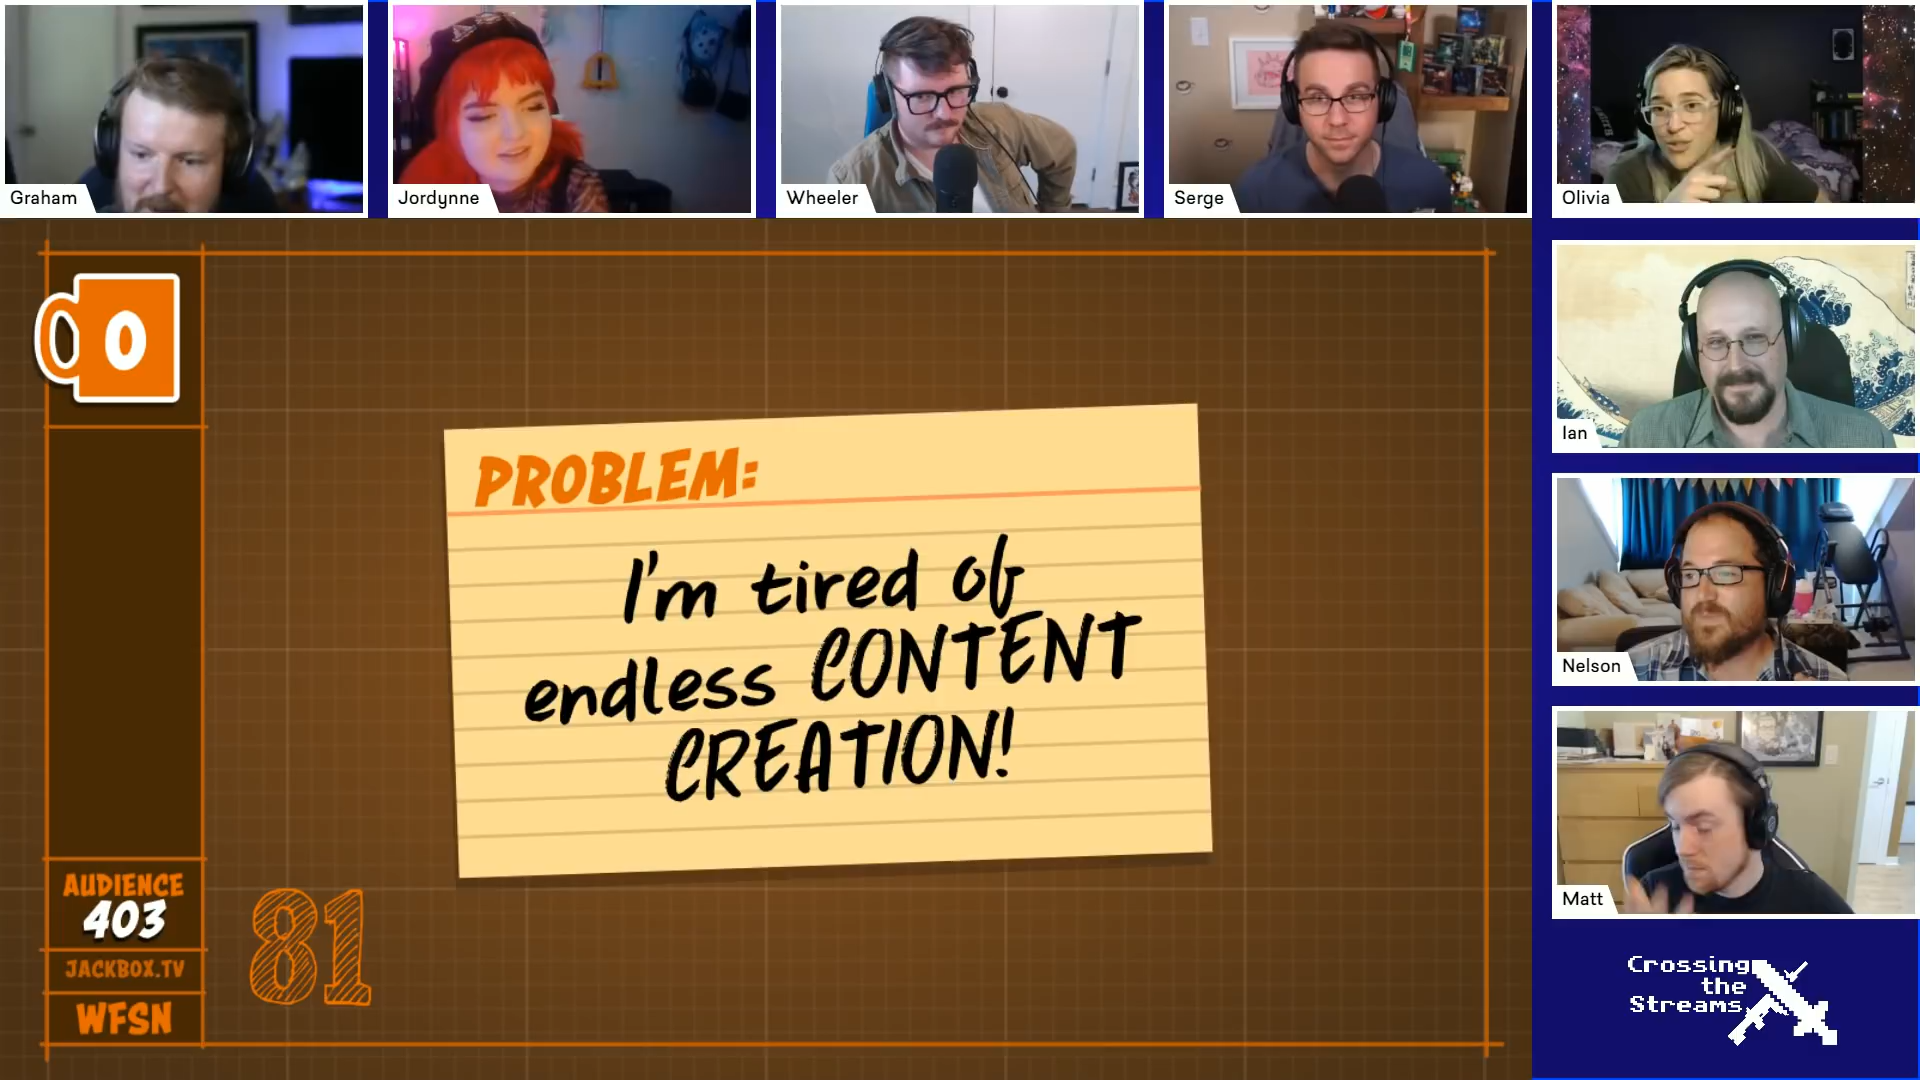 Graham
Jordynne
Wheeler
Serge
Olivia
0
PROBLEM:
I'm tired of
endless CONTENT
CREATION!
AUDIENCE
403
JACKBOX.TV
WFSN
81
Ian
Nelson
Matt
Crossing
the
Streams